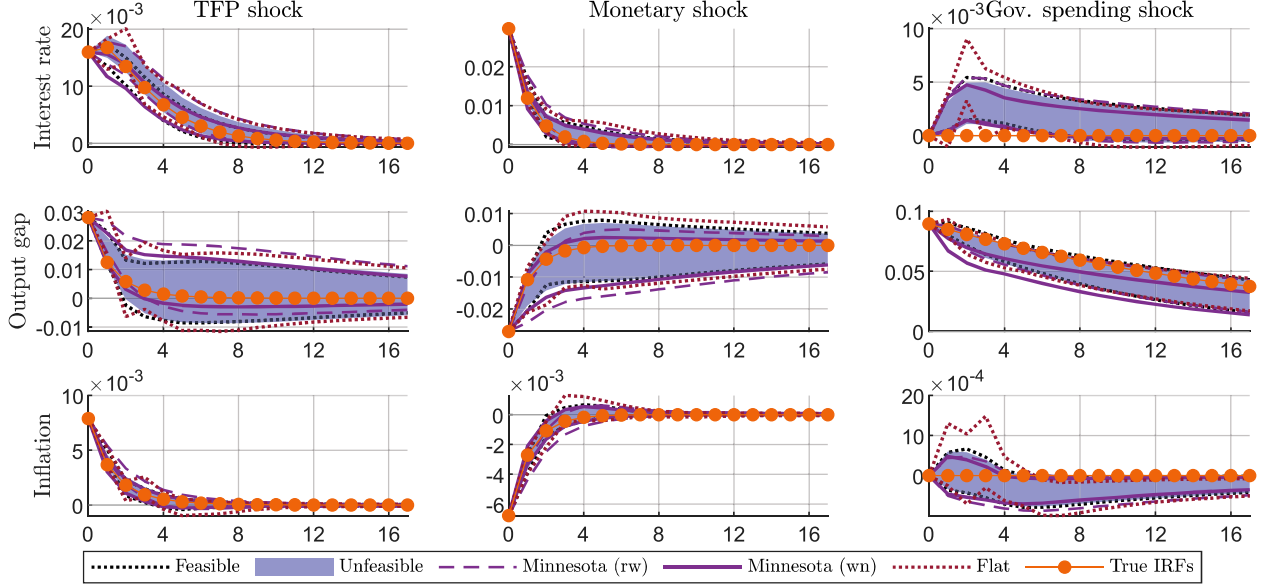 TFP shock
Monetary shock
Gov. spending shock
Interest rate
×10⁻³
20
10
0
0 4 8 12 16
0.02
0.01
0
0 4 8 12 16
×10⁻³
10
5
0
0 4 8 12 16
Output gap
0.03
0.02
0.01
0
-0.01
0 4 8 12 16
0.01
0
-0.01
-0.02
0 4 8 12 16
0.1
0.05
0
0 4 8 12 16
Inflation
×10⁻³
10
5
0
0 4 8 12 16
×10⁻³
0
-2
-4
-6
0 4 8 12 16
×10⁻⁴
20
10
0
0 4 8 12 16
Feasible Unfeasible Minnesota (rw) Minnesota (wn) Flat True IRFs